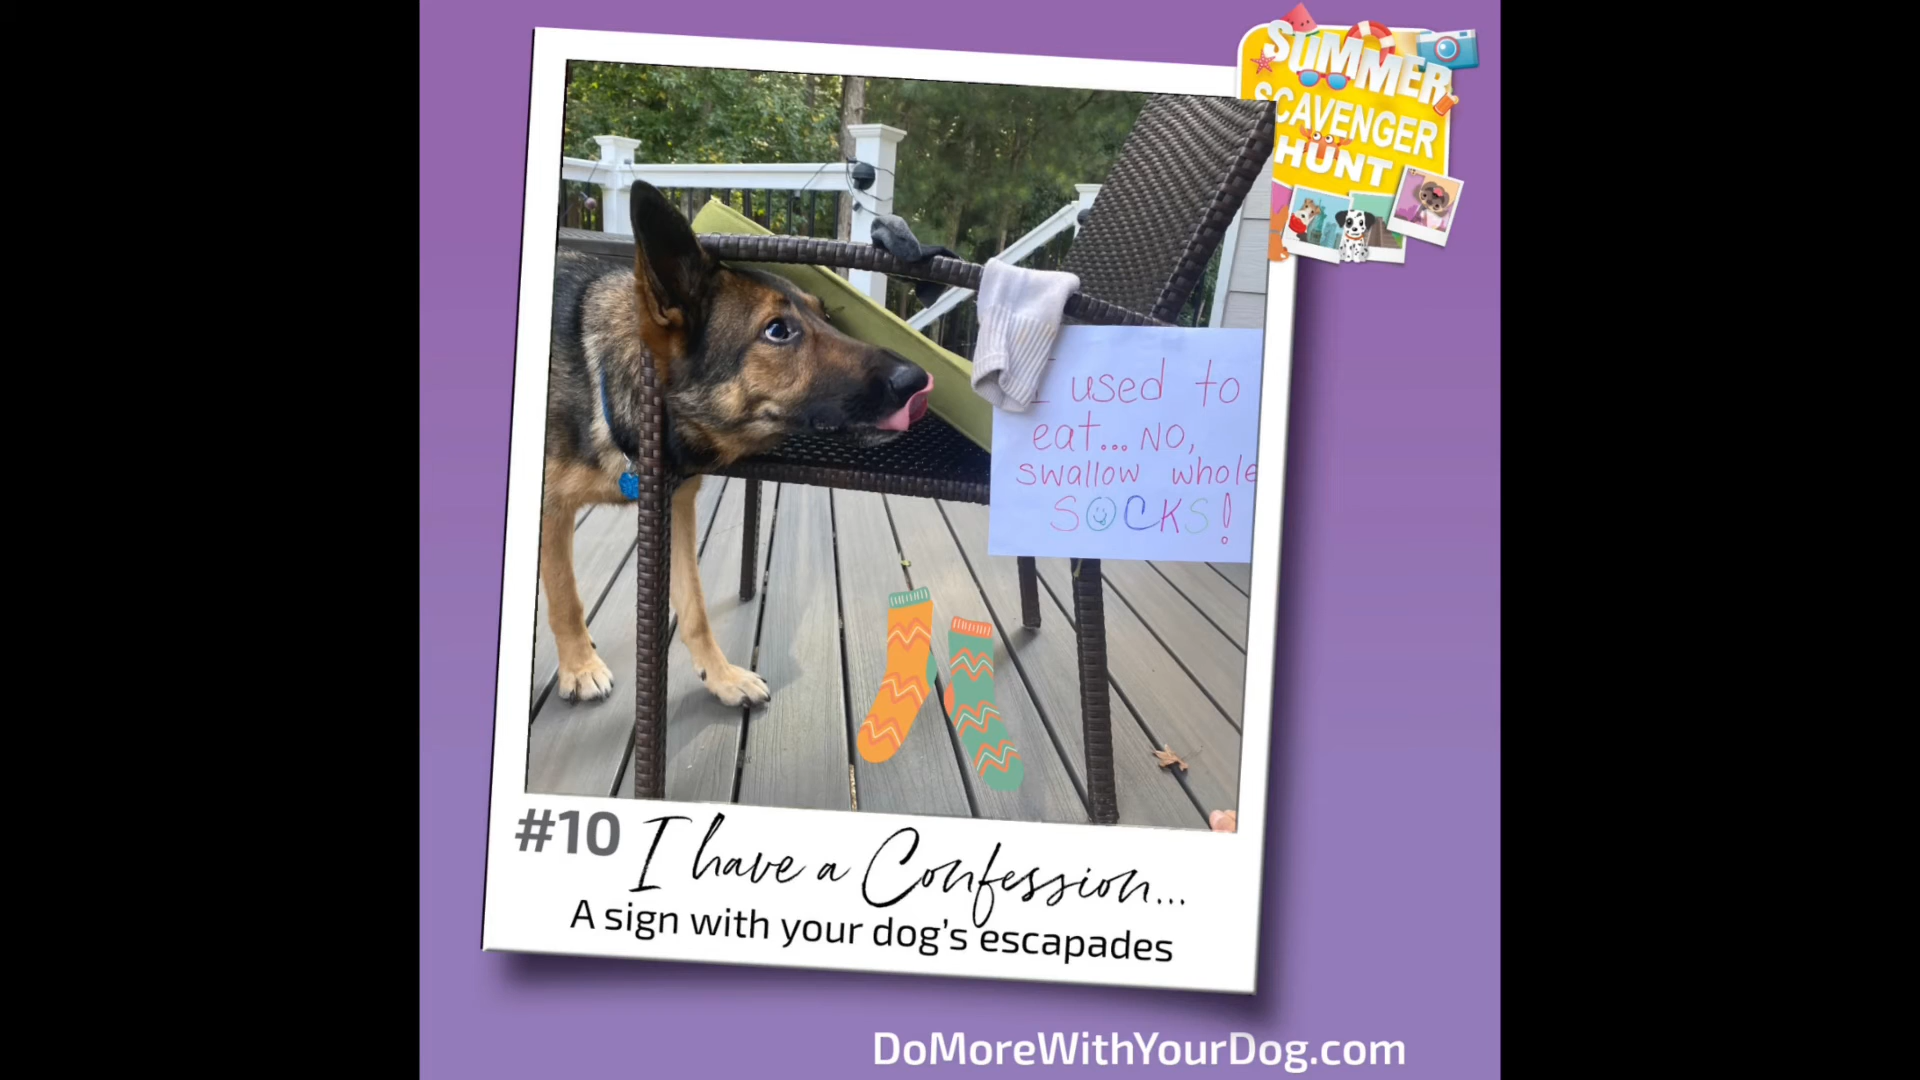 SUMMER
SCAVENGER
HUNT
I used to
eat... NO,
swallow whole
SOCKS!
#10 I have a Confession...
A sign with your dog's escapades
DoMoreWithYourDog.com